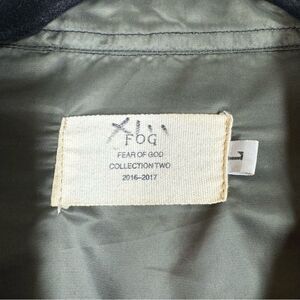 FOG
FEAR OF GOD
COLLECTION TWO
2016–2017
L